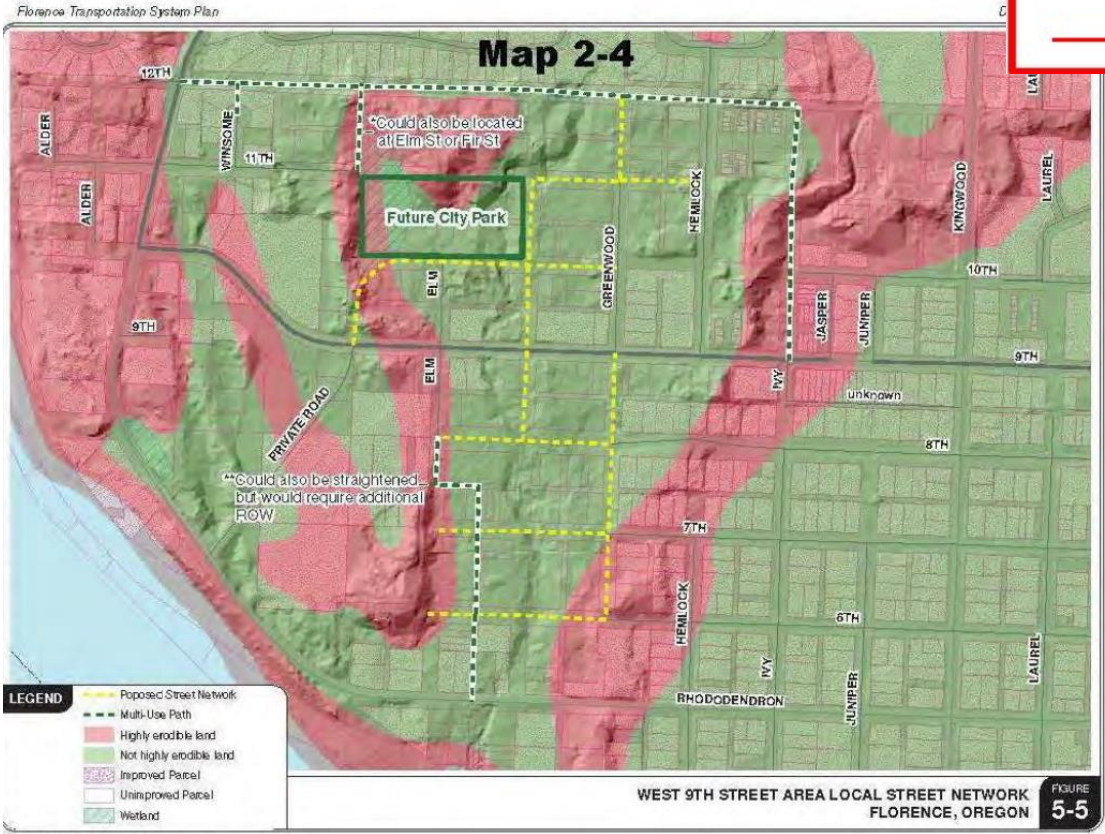 Florence Transportation System Plan
Map 2-4
12TH
ALDER
WINSOME
*Could also be located
at Elm St or Fir St
11TH
Future City Park
HEMLOCK
KINGWOOD
LAUREL
ALDER
GREENWOOD
10TH
ELM
9TH
JASPER
JUNIPER
9TH
ELM
IVY
unknown
PRIVATE ROAD
8TH
**Could also be straightened
but would require additional
ROW
7TH
HEMLOCK
6TH
IVY
JUNIPER
LAUREL
RHODODENDRON
LEGEND
Poposed Street Network
Multi-Use Path
Highly erodible land
Not highly erodible land
Improved Parcel
Unimproved Parcel
Wetland
WEST 9TH STREET AREA LOCAL STREET NETWORK
FLORENCE, OREGON
FIGURE
5-5